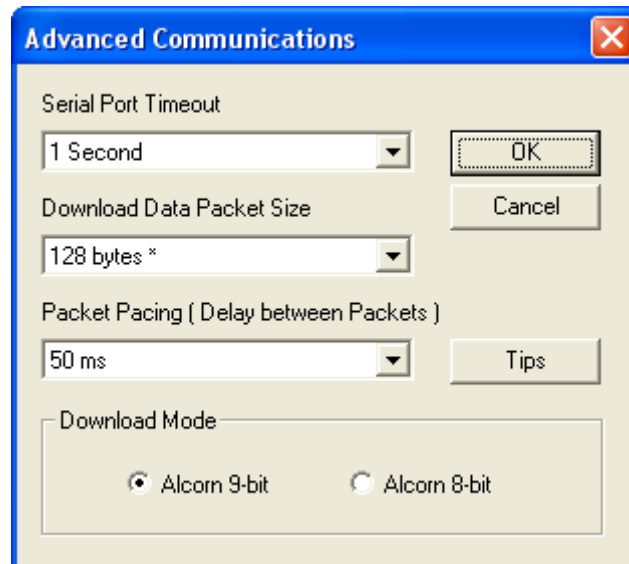 Advanced Communications
Serial Port Timeout
1 Second
OK
Download Data Packet Size
Cancel
128 bytes *
Packet Pacing ( Delay between Packets )
50 ms
Tips
Download Mode
Alcorn 9-bit
Alcorn 8-bit